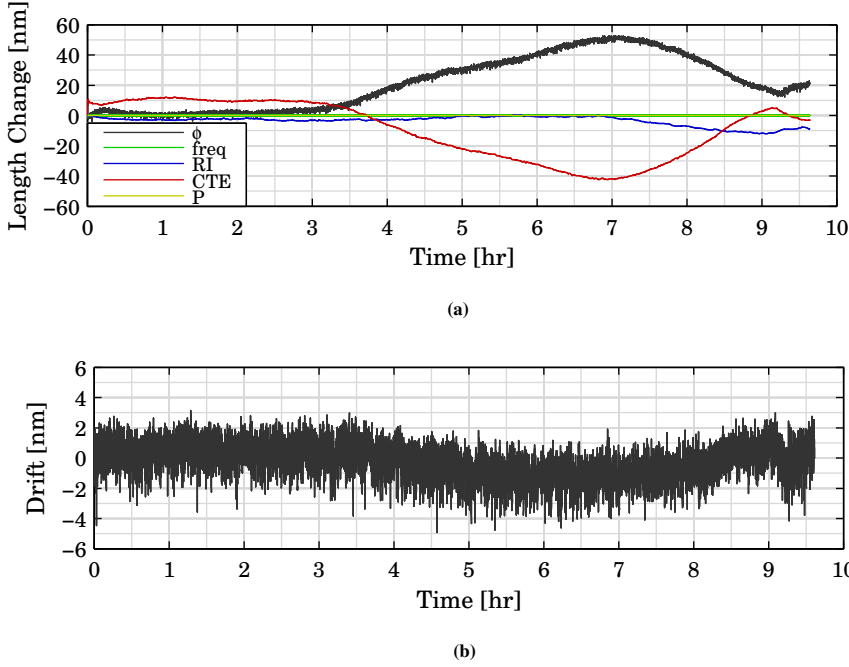 Length Change [nm]
60
40
20
0
-20
-40
-60
ϕ
freq
RI
CTE
P
0 1 2 3 4 5 6 7 8 9 10
Time [hr]
(a)
Drift [nm]
6
4
2
0
−2
−4
−6
0 1 2 3 4 5 6 7 8 9 10
Time [hr]
(b)